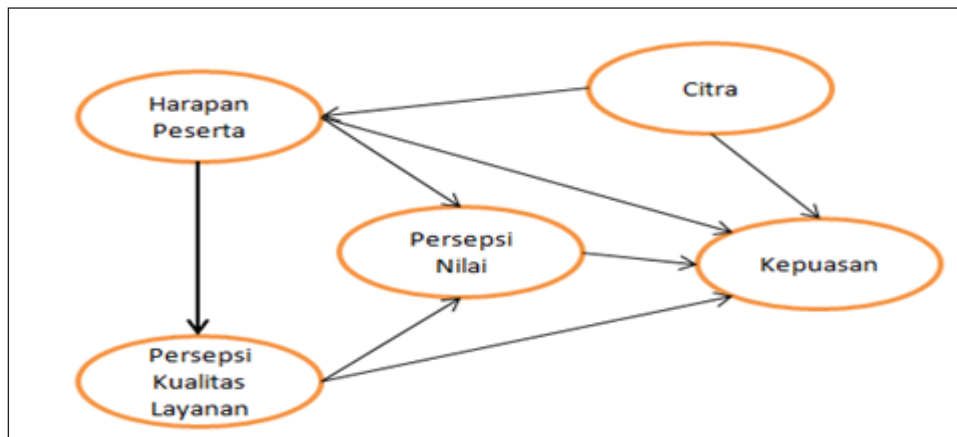 Harapan
Peserta
Citra
Persepsi
Nilai
Kepuasan
Persepsi
Kualitas
Layanan